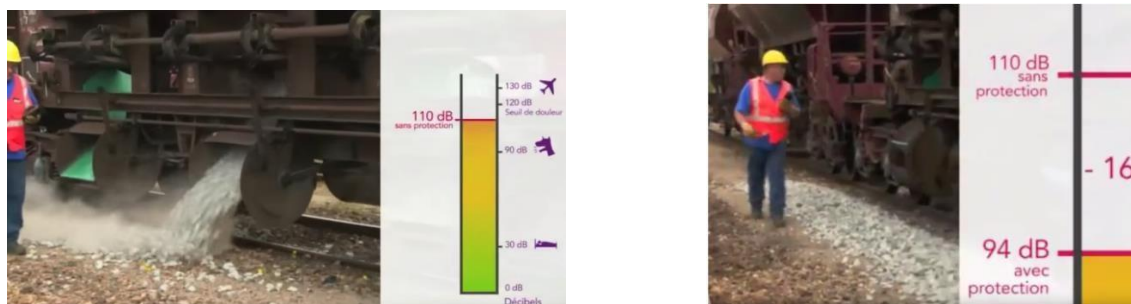 130 dB
120 dB
Seuil de douleur
110 dB
sans protection
90 dB
30 dB
0 dB
Décibels
110 dB
sans
protection
- 16
94 dB
avec
protection